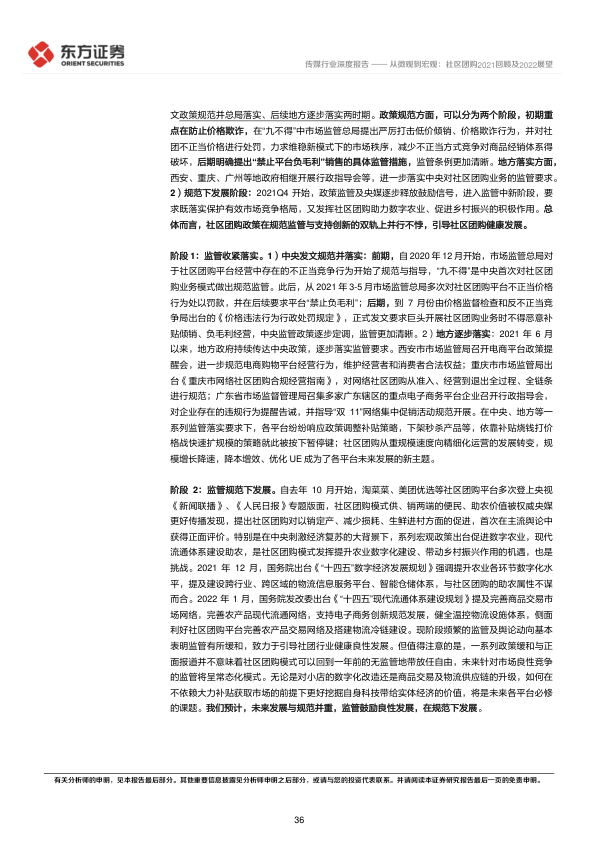 东方证券
ORIENT SECURITIES
传媒行业深度报告 —— 从微观到宏观：社区团购2021回顾及2022展望
文政策规范并总局落实、后续地方逐步落实两时期。政策规范方面，可以分为两个阶段，初期重
点在防止价格欺诈，在“九不得”中市场监管总局提出严厉打击低价倾销、价格欺诈行为，并对社
团不正当价格进行处罚，力求维稳新模式下的市场秩序，减少不正当方式竞争对商品经销体系得
破坏，后期明确提出“禁止平台负毛利”销售的具体监管措施，监管条例更加清晰。地方落实方面，
西安、重庆、广州等地政府相继开展行政指导会等，进一步落实中央对社区团购业务的监管要求。
2）规范下发展阶段：2021Q4 开始，政策监管及央媒逐步释放鼓励信号，进入监管中新阶段，要
求既落实保护有效市场竞争格局，又发挥社区团购助力数字农业、促进乡村振兴的积极作用。总
体而言，社区团购政策在规范监管与支持创新的双轨上并行不悖，引导社区团购健康发展。
阶段 1：监管收紧落实。1）中央发文规范并落实：前期，自 2020 年 12 月开始，市场监管总局对
于社区团购平台经营中存在的不正当竞争行为开始了规范与指导，“九不得”是中央首次对社区团
购业务模式做出规范监管。此后，从 2021 年 3-5 月市场监管总局多次对社区团购平台不正当价格
行为处以罚款，并在后续要求平台“禁止负毛利”；后期，到 7 月份由价格监督检查和反不正当竞
争局出台的《价格违法行为行政处罚规定》，正式发文要求巨头开展社区团购业务时不得恶意补
贴倾销、负毛利经营，中央监管政策逐步定调，监管更加清晰。2）地方逐步落实：2021 年 6 月
以来，地方政府持续传达中央政策，逐步落实监管要求。西安市市场监管局召开电商平台政策提
醒会，进一步规范电商购物平台经营行为，维护经营者和消费者合法权益；重庆市市场监管局出
台《重庆市网络社区团购合规经营指南》，对网络社区团购从准入、经营到退出全过程、全链条
进行规范；广东省市场监督管理局召集多家广东辖区的重点电子商务平台企业召开行政指导会，
对企业存在的违规行为提醒告诫，并指导“双 11”网络集中促销活动规范开展。在中央、地方等一
系列监管落实要求下，各平台纷纷响应政策调整补贴策略，下架秒杀产品等，依靠补贴烧钱打价
格战快速扩规模的策略就此被按下暂停键；社区团购从重规模速度向精细化运营的发展转变，规
模增长降速，降本增效、优化 UE 成为了各平台未来发展的新主题。
阶段 2：监管规范下发展。自去年 10 月开始，淘菜菜、美团优选等社区团购平台多次登上央视
《新闻联播》、《人民日报》专题版面，社区团购模式供、销两端的便民、助农价值被权威央媒
更好传播发现，提出社区团购对以销定产、减少损耗、生鲜进村方面的促进，首次在主流舆论中
获得正面评价。特别是在中央刺激经济复苏的大背景下，系列宏观政策出台促进数字农业，现代
流通体系建设助农，是社区团购模式发挥提升农业数字化建设、带动乡村振兴作用的机遇，也是
挑战。2021 年 12 月，国务院出台《“十四五”数字经济发展规划》强调提升农业各环节数字化水
平，提及建设跨行业、跨区域的物流信息服务平台、智能仓储体系，与社区团购的助农属性不谋
而合。2022 年 1 月，国务院发改委出台《“十四五”现代流通体系建设规划》提及完善商品交易市
场网络，完善农产品现代流通网络，支持电子商务创新规范发展，健全温控物流设施体系，侧面
利好社区团购平台完善农产品交易网络及搭建物流冷链建设。现阶段频繁的监管及舆论动向基本
表明监管有所缓和，致力于引导社团行业健康良性发展。但值得注意的是，一系列政策缓和与正
面报道并不意味着社区团购模式可以回到一年前的无监管地带放任自由，未来针对市场良性竞争
的监管将呈常态化模式。无论是对小店的数字化改造还是商品交易及物流供应链的升级，如何在
不依赖大力补贴获取市场的前提下更好挖掘自身科技带给实体经济的价值，将是未来各平台必修
的课题。我们预计，未来发展与规范并重，监管鼓励良性发展，在规范下发展。
有关分析师的申明，见本报告最后部分。其他重要信息披露见分析师申明之后部分，或请与您的投资代表联系。并请阅读本证券研究报告最后一页的免责申明。
36